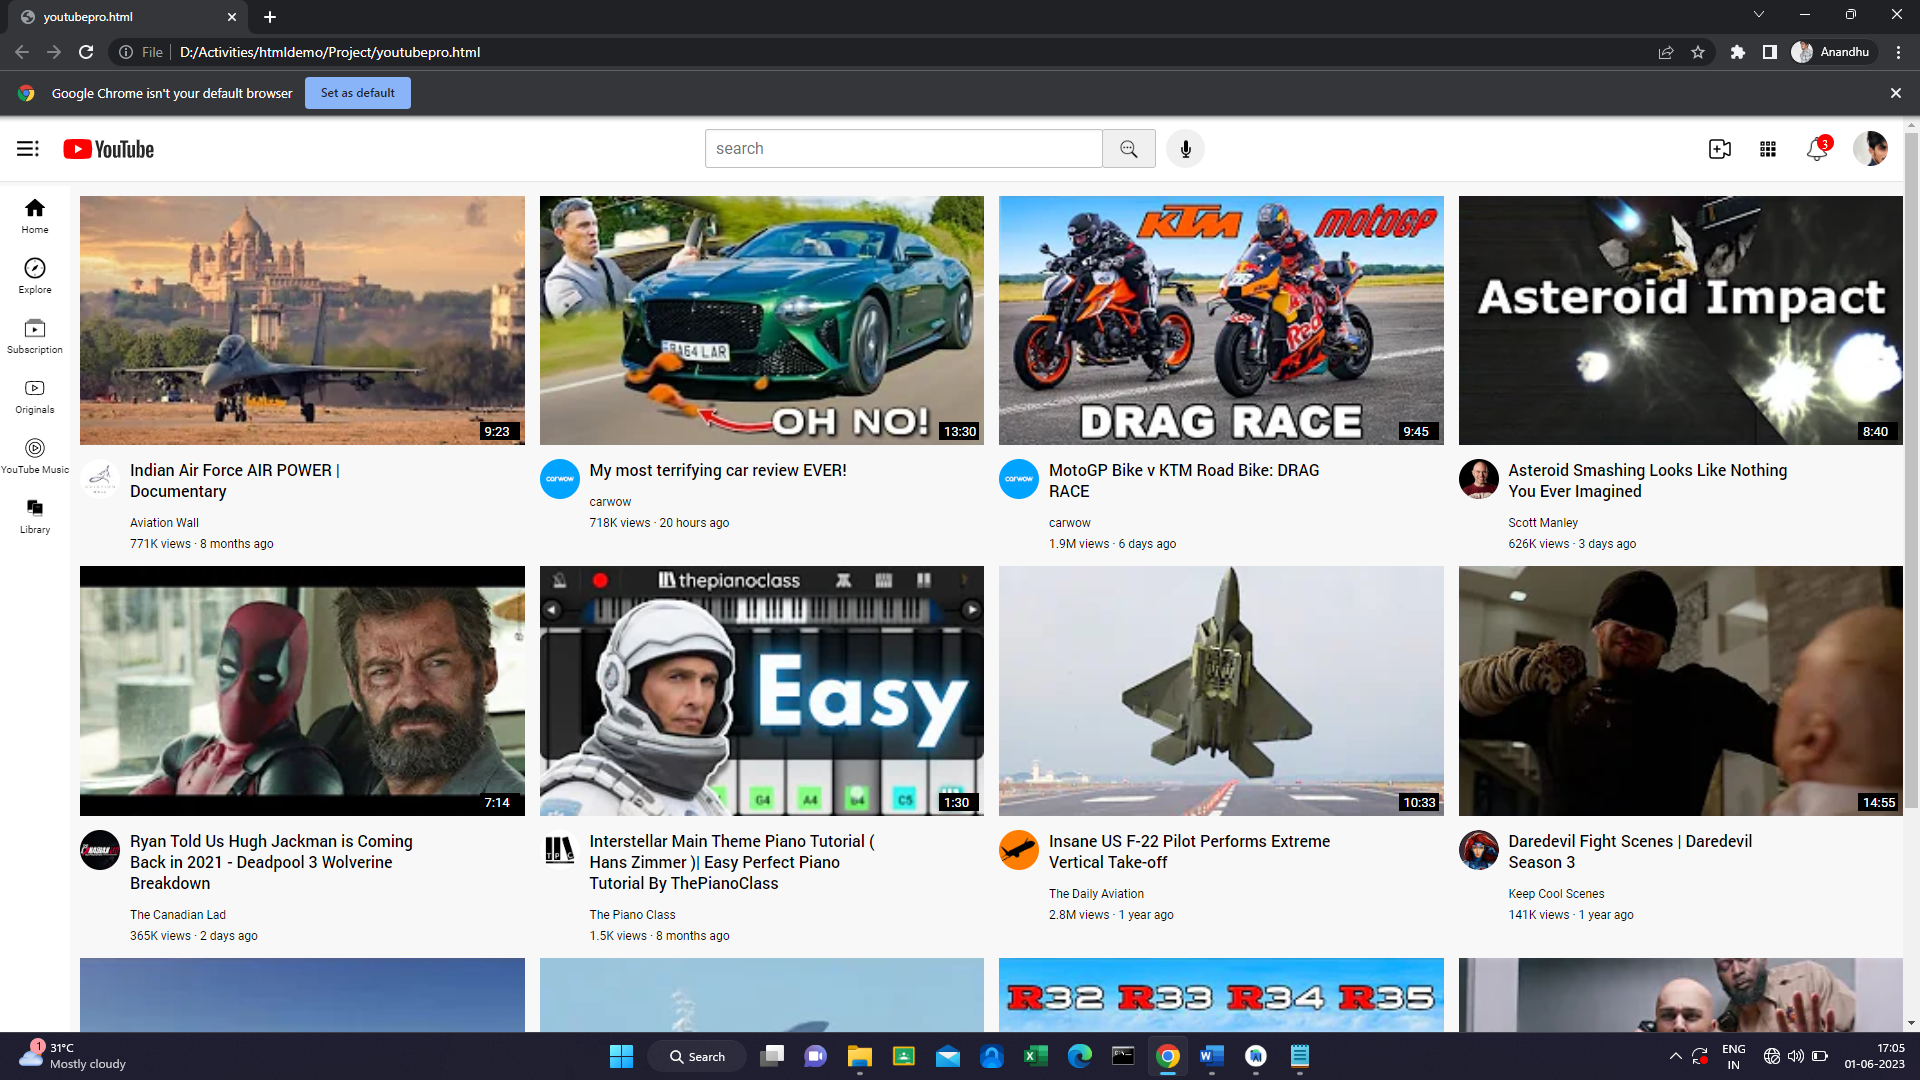 youtubepro.html
File
D:/Activities/htmldemo/Project/youtubepro.html
Anandhu
Google Chrome isn't your default browser
Set as default
YouTube
search
3
Home
Explore
Subscription
Originals
YouTube Music
Library
9:23
Indian Air Force AIR POWER |
Documentary
Aviation Wall
771K views · 8 months ago
OH NO!
13:30
carwow
My most terrifying car review EVER!
carwow
718K views · 20 hours ago
KTM
MOTOGP
DRAG RACE
9:45
carwow
MotoGP Bike v KTM Road Bike: DRAG
RACE
carwow
1.9M views · 6 days ago
Asteroid Impact
8:40
Asteroid Smashing Looks Like Nothing
You Ever Imagined
Scott Manley
626K views · 3 days ago
7:14
Ryan Told Us Hugh Jackman is Coming
Back in 2021 - Deadpool 3 Wolverine
Breakdown
The Canadian Lad
365K views · 2 days ago
thepianoclass
Easy
G4
A4
C5
1:30
Interstellar Main Theme Piano Tutorial (
Hans Zimmer )| Easy Perfect Piano
Tutorial By ThePianoClass
The Piano Class
1.5K views · 8 months ago
10:33
Insane US F-22 Pilot Performs Extreme
Vertical Take-off
The Daily Aviation
2.8M views · 1 year ago
14:55
Daredevil Fight Scenes | Daredevil
Season 3
Keep Cool Scenes
141K views · 1 year ago
R32 R33 R34 R35
1
31°C
Mostly cloudy
Search
ENG
IN
17:05
01-06-2023